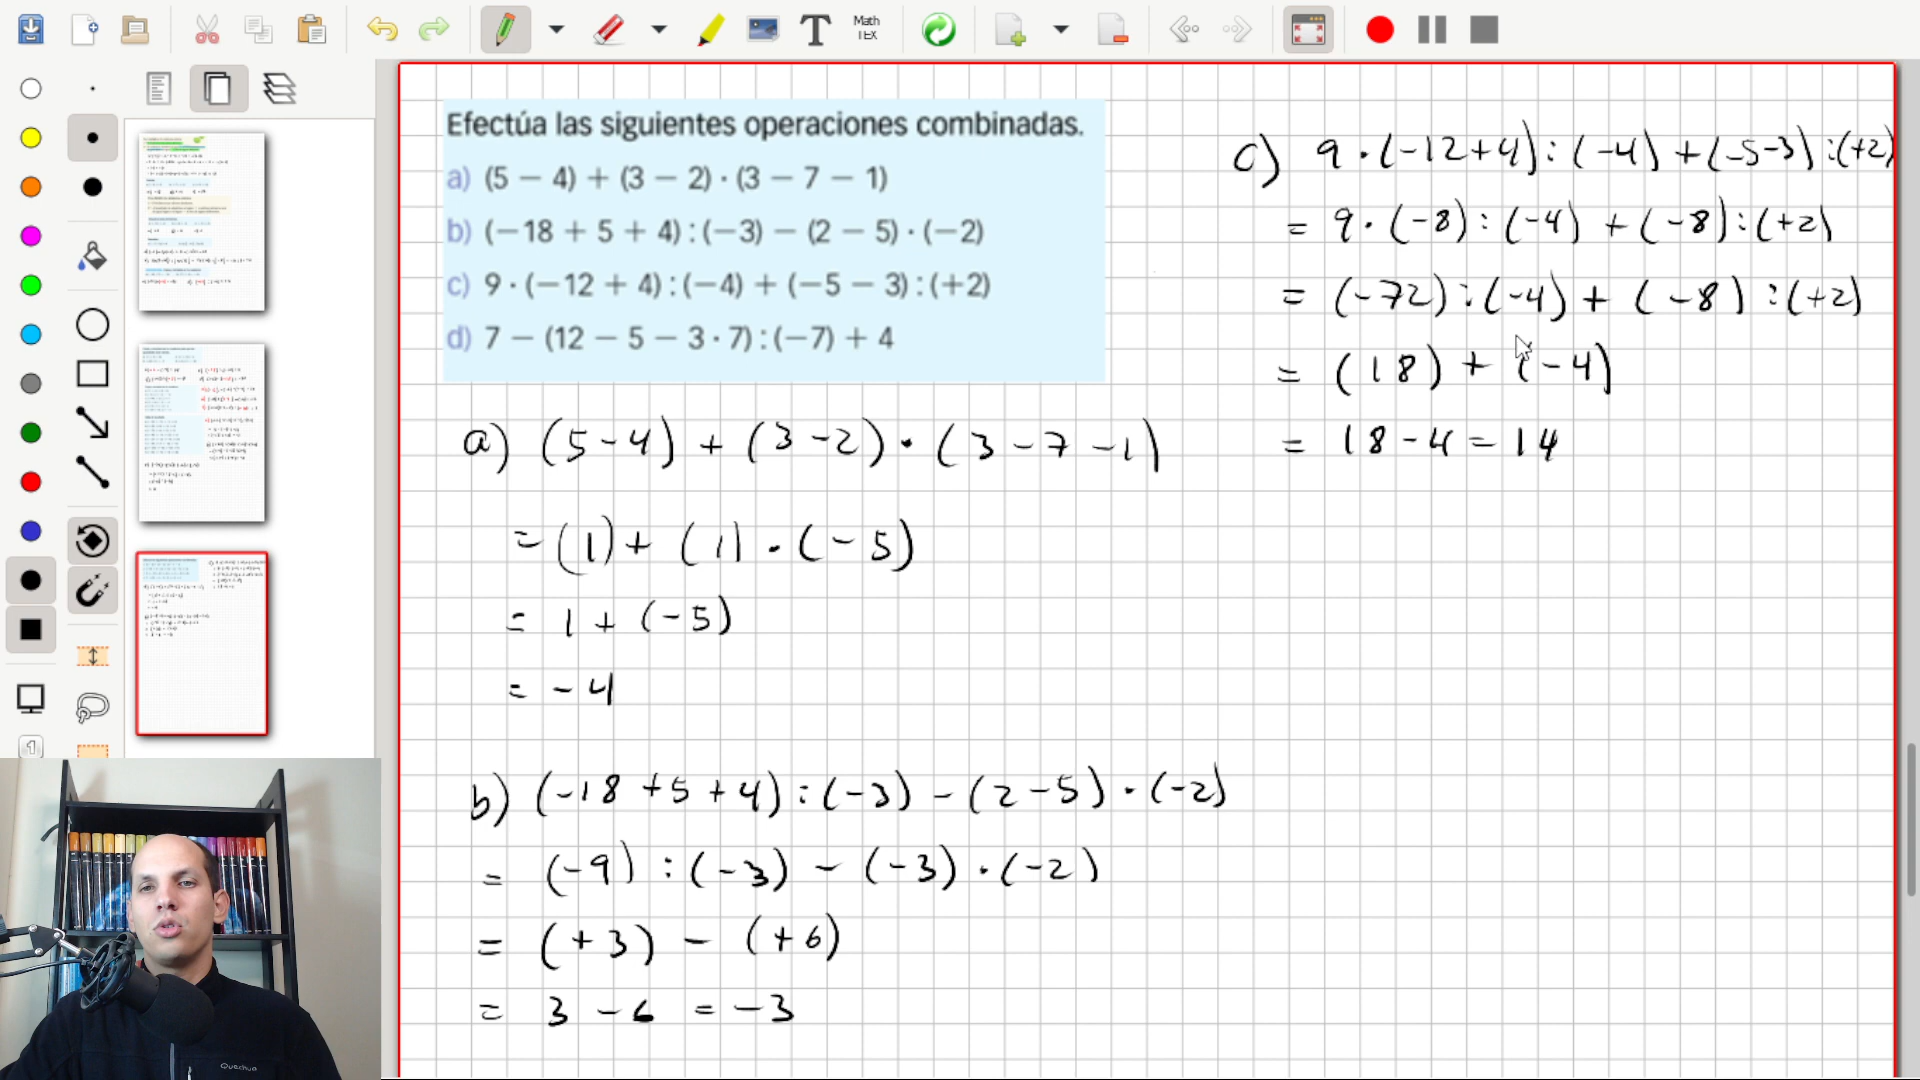 Math
TEX
Efectúa las siguientes operaciones combinadas.
a) (5 − 4) + (3 − 2) · (3 − 7 − 1)
b) (−18 + 5 + 4) : (−3) − (2 − 5) · (−2)
c) 9 · (−12 + 4) : (−4) + (−5 − 3) : (+2)
d) 7 − (12 − 5 − 3 · 7) : (−7) + 4
a) (5-4) + (3-2) · (3-7-1)
= (1) + (1) · (-5)
= 1 + (-5)
= -4
b) (-18 +5 +4) : (-3) - (2-5) · (-2)
= (-9) : (-3) - (-3) · (-2)
= (+3) - (+6)
= 3 - 6 = -3
c) 9 · (-12+4) : (-4) + (-5-3) : (+2)
= 9 · (-8) : (-4) + (-8) : (+2)
= (-72) : (-4) + (-8) : (+2)
= (18) + (-4)
= 18 - 4 = 14
1
Quechua